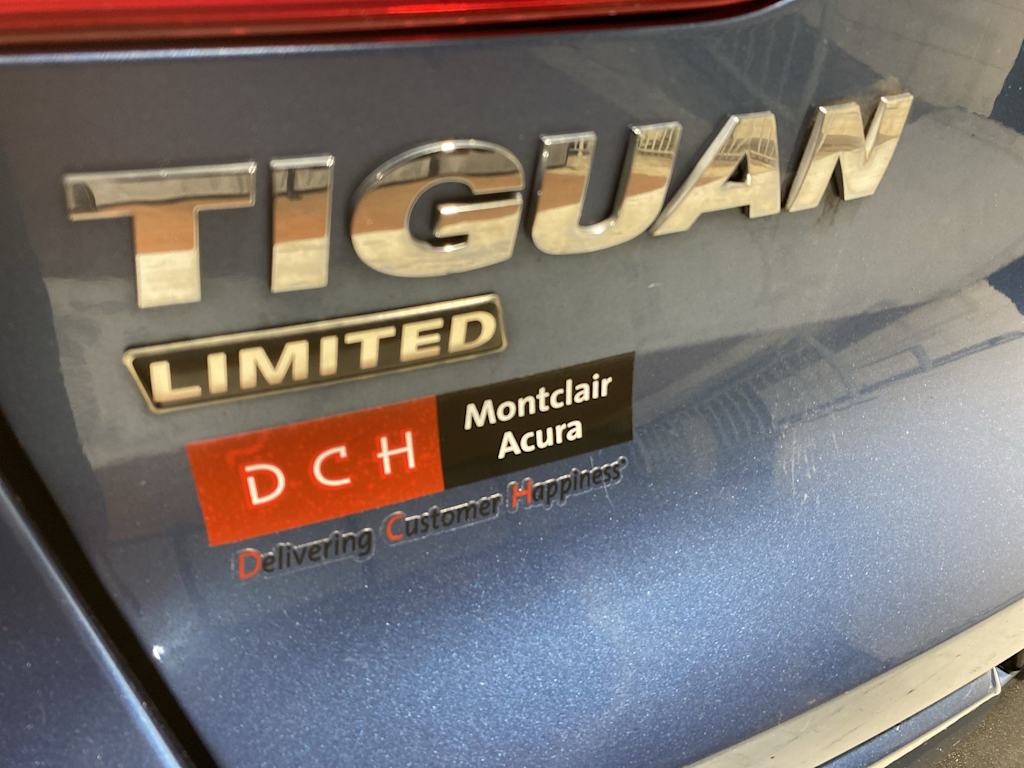 TIGUAN
LIMITED
DCH
Montclair
Acura
Delivering Customer Happiness